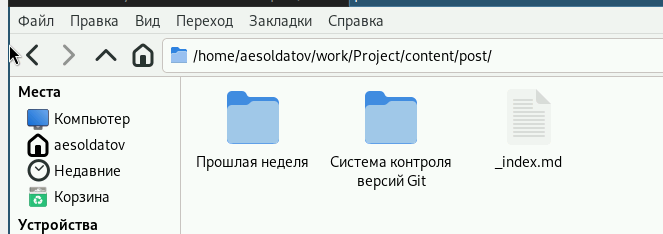 Файл Правка Вид Переход Закладки Справка
/home/aesoldatov/work/Project/content/post/
Места
Компьютер
aesoldatov
Недавние
Корзина
Устройства
Прошлая неделя
Система контроля
версий Git
_index.md